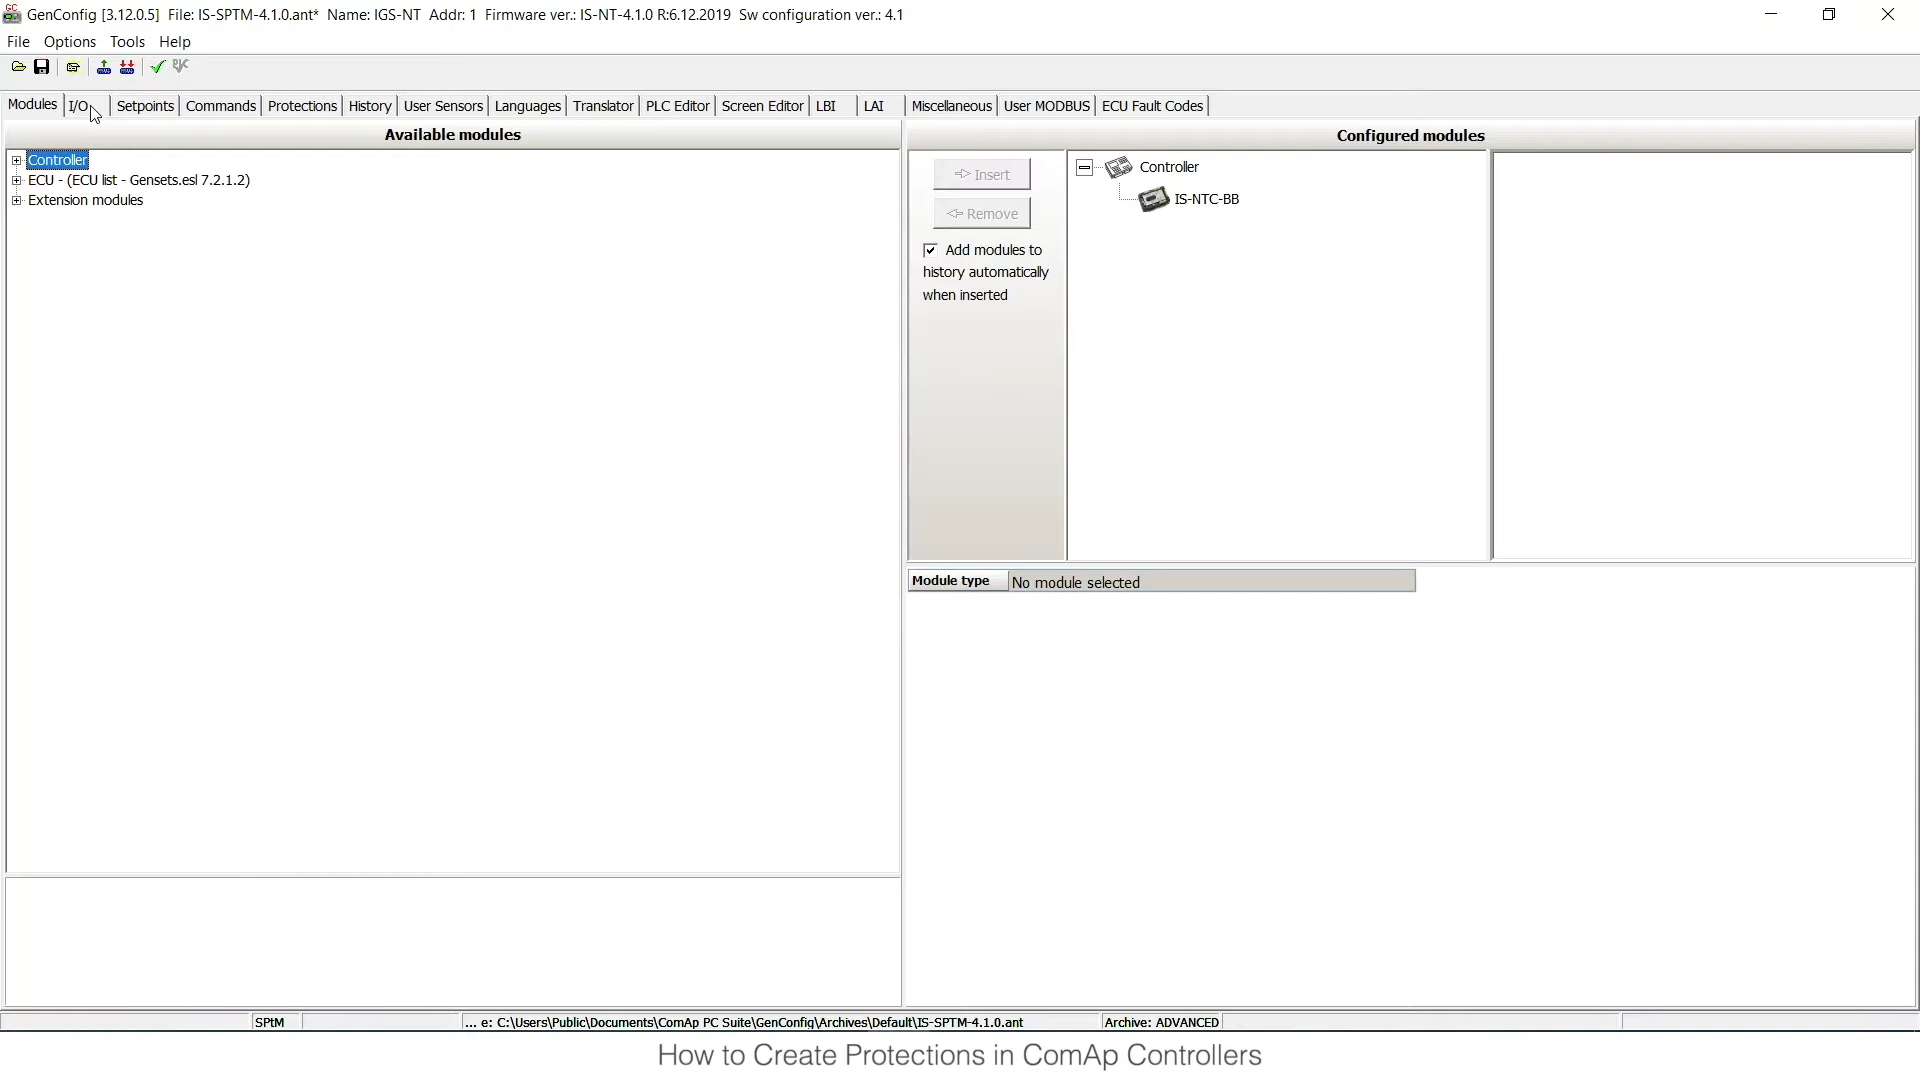 GenConfig [3.12.0.5] File: IS-SPTM-4.1.0.ant* Name: IGS-NT Addr: 1 Firmware ver.: IS-NT-4.1.0 R:6.12.2019 Sw configuration ver.: 4.1
File Options Tools Help
Modules I/O Setpoints Commands Protections History User Sensors Languages Translator PLC Editor Screen Editor LBI LAI Miscellaneous User MODBUS ECU Fault Codes
Available modules
Controller
ECU - (ECU list - Gensets.esl 7.2.1.2)
Extension modules
Configured modules
Insert
Remove
Add modules to
history automatically
when inserted
Controller
IS-NTC-BB
Module type No module selected
SPtM ... e: C:\Users\Public\Documents\ComAp PC Suite\GenConfig\Archives\Default\IS-SPTM-4.1.0.ant Archive: ADVANCED
How to Create Protections in ComAp Controllers